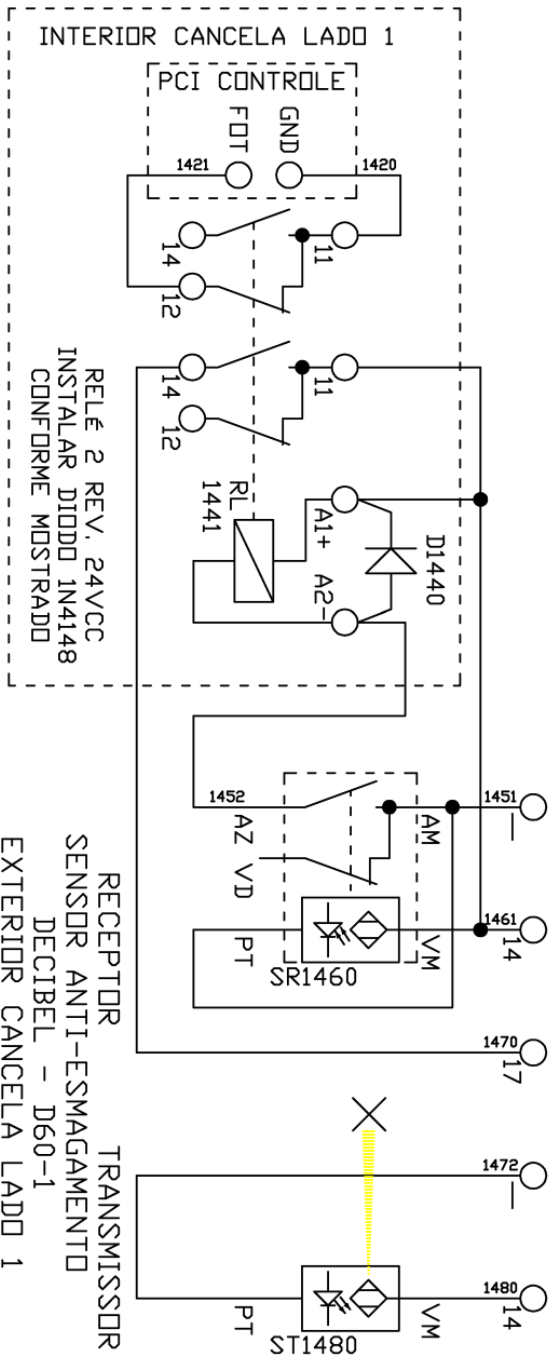 INTERIOR CANCELA LADO 1
PCI CONTROLE
FOT
GND
1421
1420
14
11
12
14
11
12
RELÉ 2 REV. 24VCC
INSTALAR DIODO 1N4148
CONFORME MOSTRADO
RL
1441
A1+
A2-
D1440
1452
AZ
VD
AM
1451
-
PT
VM
1461
14
SR1460
1470
17
RECEPTOR
SENSOR ANTI-ESMAGAMENTO
DECIBEL - D60-1
EXTERIOR CANCELA LADO 1
TRANSMISSOR
1472
-
1480
14
PT
VM
ST1480